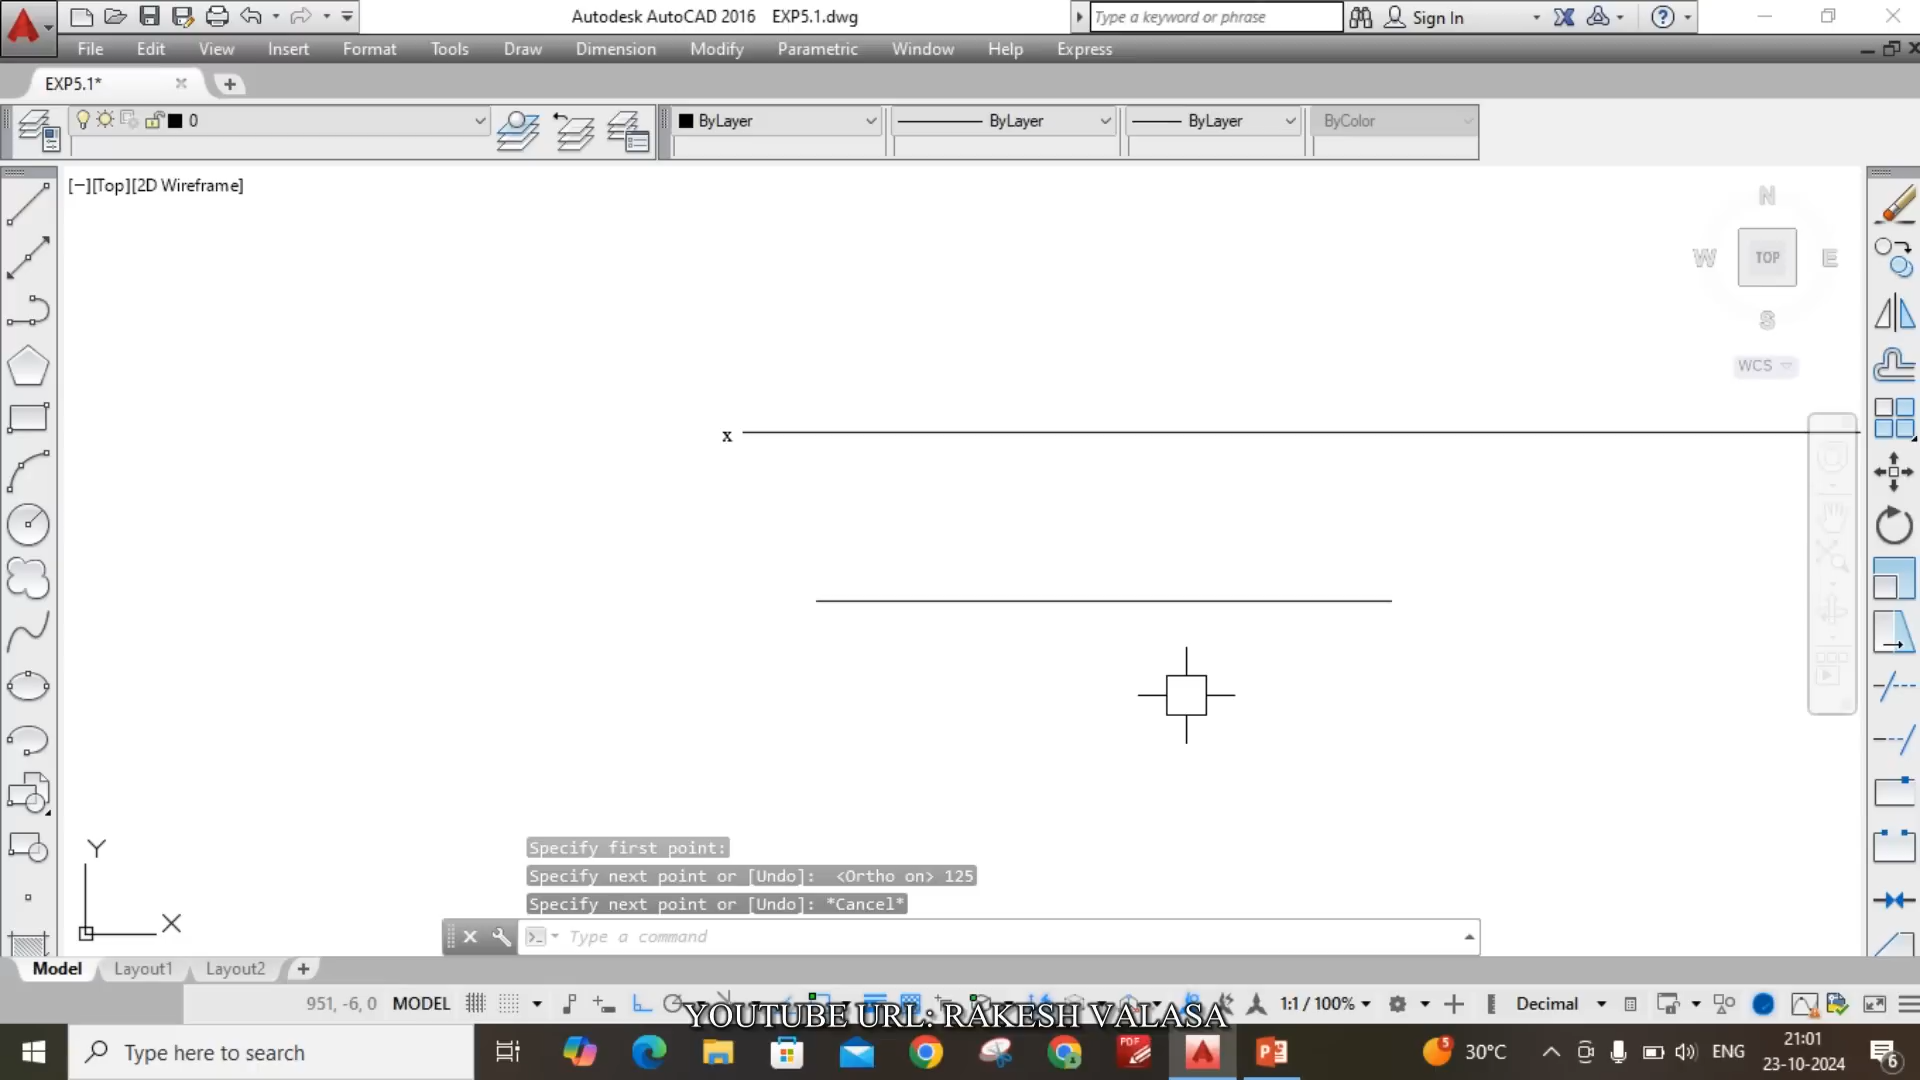 Autodesk AutoCAD 2016 EXP5.1.dwg
Type a keyword or phrase
Sign In
File Edit View Insert Format Tools Draw Dimension Modify Parametric Window Help Express
EXP5.1*
0
ByLayer
ByLayer
ByLayer
ByColor
[−][Top][2D Wireframe]
N
W TOP E
S
WCS
x
Y
X
Specify first point:
Specify next point or [Undo]: <Ortho on> 125
Specify next point or [Undo]: *Cancel*
Type a command
Model Layout1 Layout2
951, -6, 0 MODEL 1:1 / 100% Decimal
YOUTUBE URL: RAKESH VALASA
Type here to search
PDF
5
30°C
ENG
21:01
23-10-2024
6